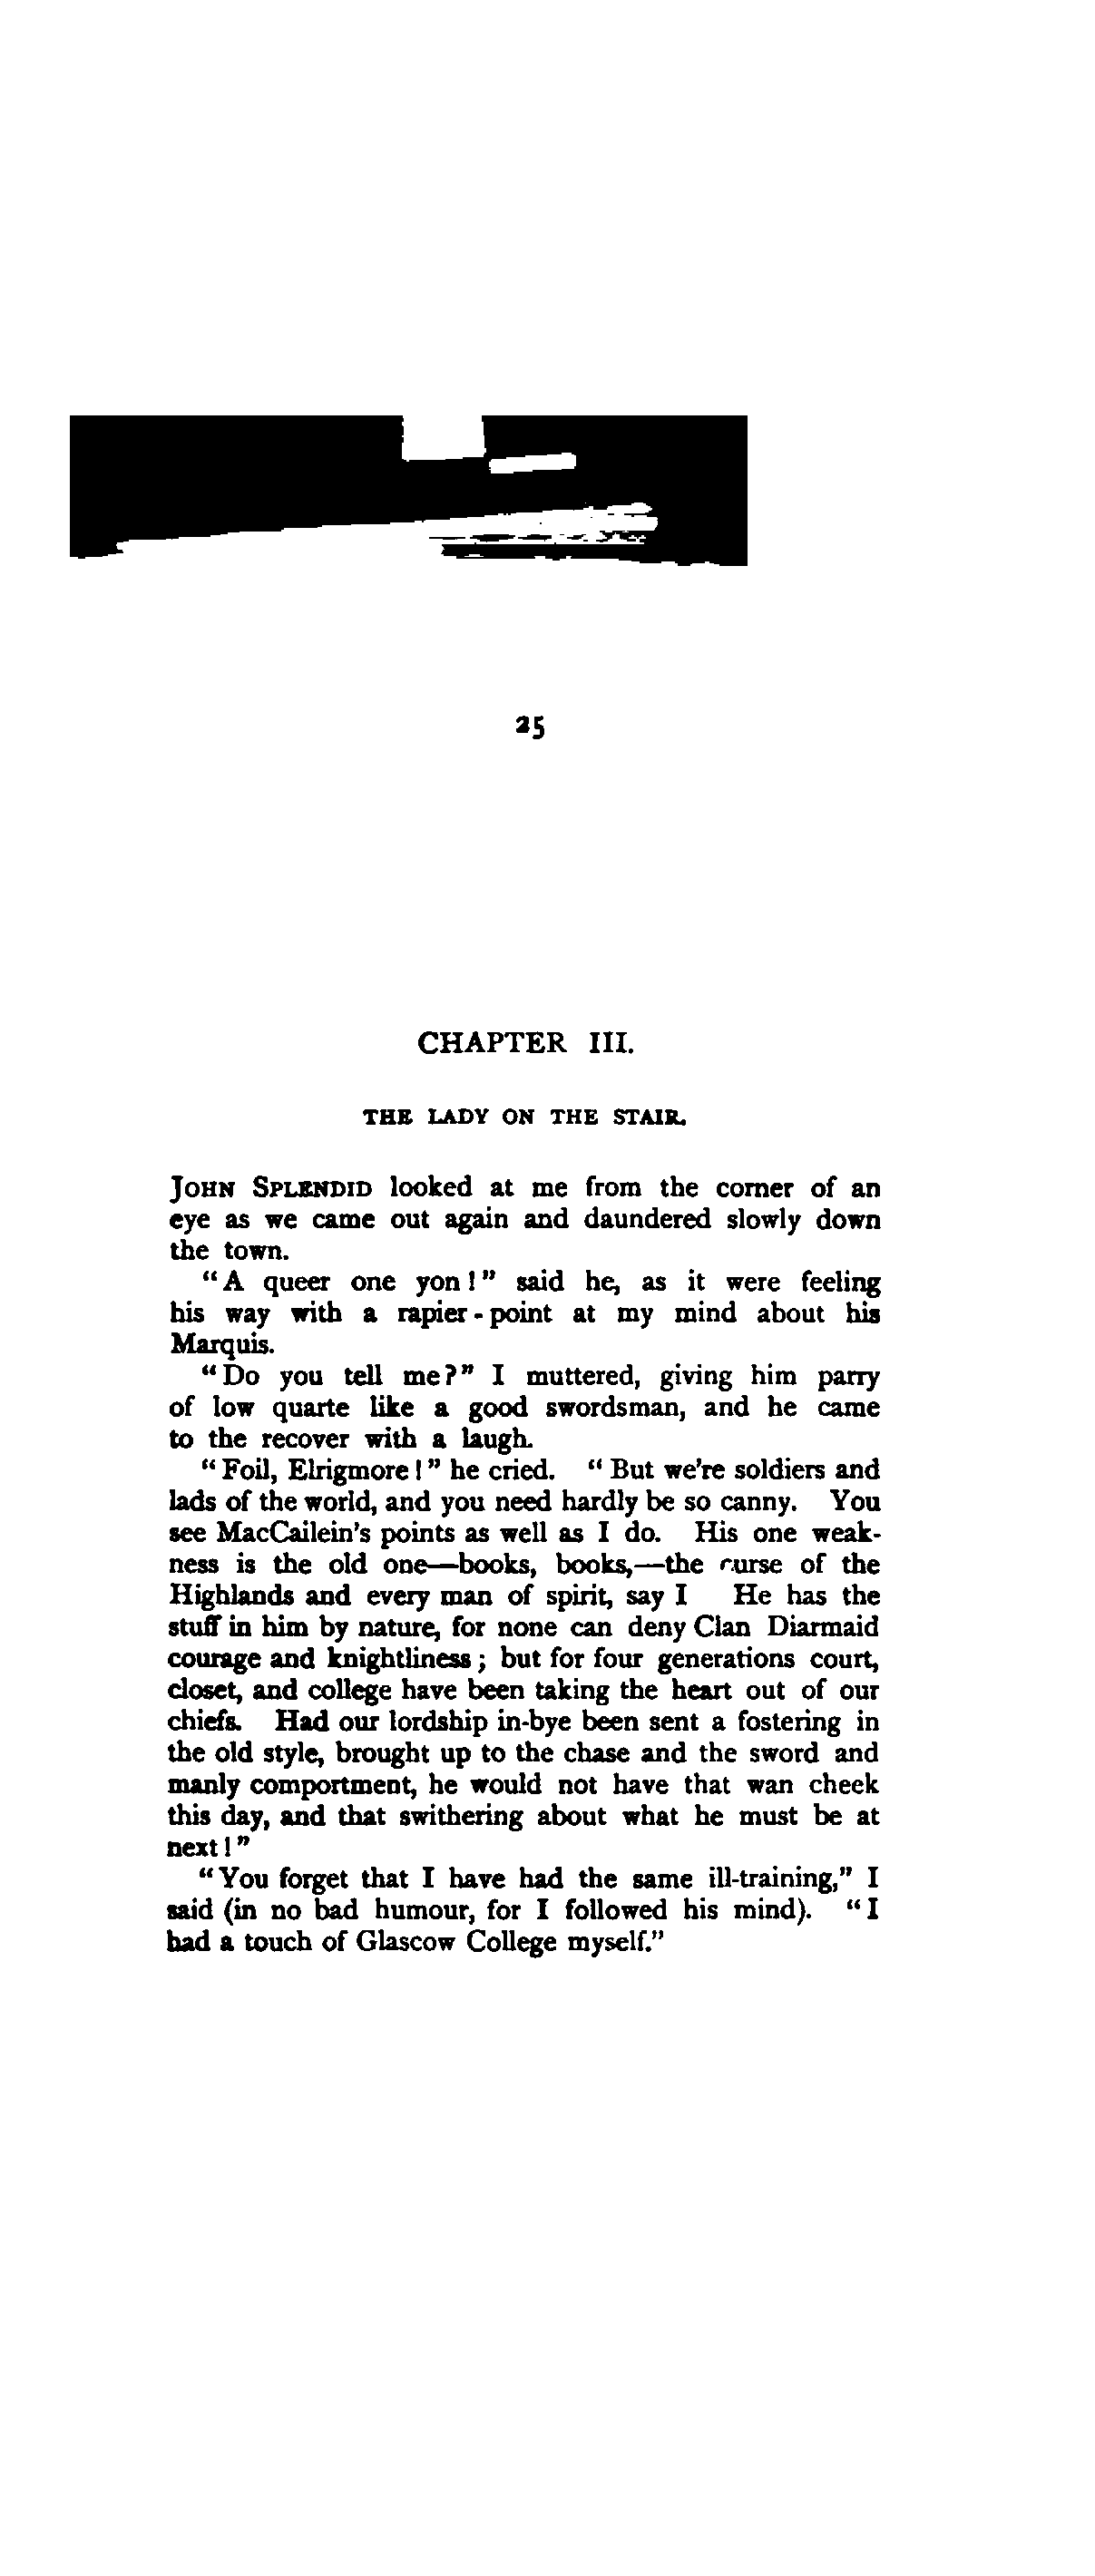 25
CHAPTER III.
THE LADY ON THE STAIR.
JOHN SPLENDID looked at me from the corner of an
eye as we came out again and daundered slowly down
the town.
"A queer one yon!" said he, as it were feeling
his way with a rapier-point at my mind about his
Marquis.
"Do you tell me?" I muttered, giving him parry
of low quarte like a good swordsman, and he came
to the recover with a laugh.
"Foil, Elrigmore!" he cried. "But we're soldiers and
lads of the world, and you need hardly be so canny. You
see MacCailein's points as well as I do. His one weak-
ness is the old one—books, books,—the curse of the
Highlands and every man of spirit, say I He has the
stuff in him by nature, for none can deny Clan Diarmaid
courage and knightliness; but for four generations court,
closet, and college have been taking the heart out of our
chiefs. Had our lordship in-bye been sent a fostering in
the old style, brought up to the chase and the sword and
manly comportment, he would not have that wan cheek
this day, and that swithering about what he must be at
next!"
"You forget that I have had the same ill-training," I
said (in no bad humour, for I followed his mind). "I
had a touch of Glascow College myself."